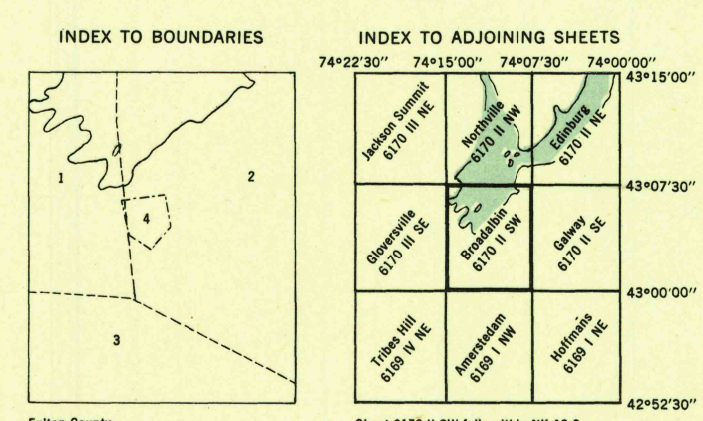 INDEX TO BOUNDARIES
1
2
4
3
INDEX TO ADJOINING SHEETS
74°22'30" 74°15'00" 74°07'30" 74°00'00"
43°15'00"
Jackson Summit
6170 III NE
Northville
6170 II NW
Edinburg
6170 II NE
43°07'30"
Gloversville
6170 III SE
Broadalbin
6170 II SW
Galway
6170 II SE
43°00'00"
Tribes Hill
6169 IV NE
Amerstedam
6169 I NW
Hoffmans
6169 I NE
42°52'30"
Fulton County